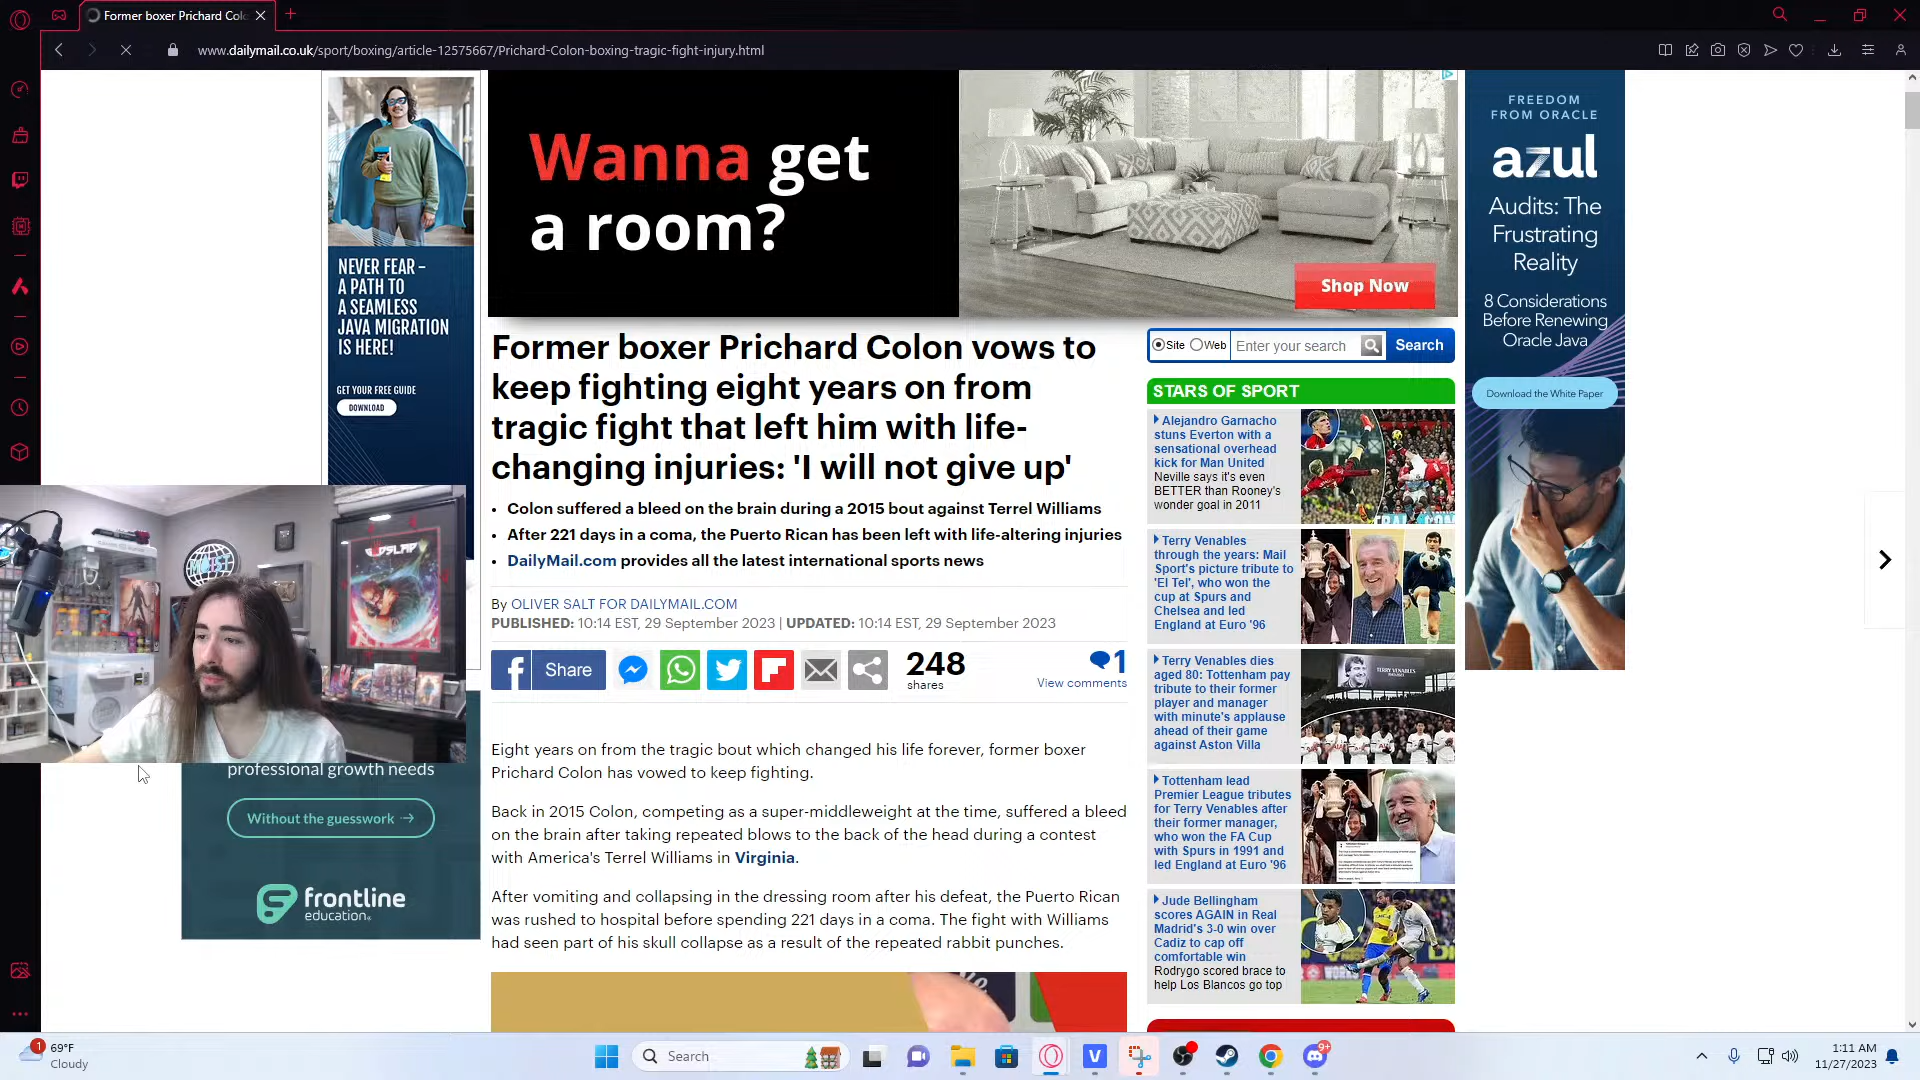 Former boxer Prichard Col
www.dailymail.co.uk/sport/boxing/article-12575667/Prichard-Colon-boxing-tragic-fight-injury.html
NEVER FEAR –
A PATH TO
A SEAMLESS
JAVA MIGRATION
IS HERE!
GET YOUR FREE GUIDE
DOWNLOAD
Wanna get
a room?
Shop Now
FREEDOM
FROM ORACLE
azul
Audits: The
Frustrating
Reality
8 Considerations
Before Renewing
Oracle Java
Download the White Paper
Former boxer Prichard Colon vows to
keep fighting eight years on from
tragic fight that left him with life-
changing injuries: 'I will not give up'
• Colon suffered a bleed on the brain during a 2015 bout against Terrel Williams
• After 221 days in a coma, the Puerto Rican has been left with life-altering injuries
• DailyMail.com provides all the latest international sports news
By OLIVER SALT FOR DAILYMAIL.COM
PUBLISHED: 10:14 EST, 29 September 2023 | UPDATED: 10:14 EST, 29 September 2023
f Share
248
shares
1
View comments
Eight years on from the tragic bout which changed his life forever, former boxer
Prichard Colon has vowed to keep fighting.
Back in 2015 Colon, competing as a super-middleweight at the time, suffered a bleed
on the brain after taking repeated blows to the back of the head during a contest
with America's Terrel Williams in Virginia.
After vomiting and collapsing in the dressing room after his defeat, the Puerto Rican
was rushed to hospital before spending 221 days in a coma. The fight with Williams
had seen part of his skull collapse as a result of the repeated rabbit punches.
Site Web Enter your search Search
STARS OF SPORT
Alejandro Garnacho
stuns Everton with a
sensational overhead
kick for Man United
Neville says it's even
BETTER than Rooney's
wonder goal in 2011
Terry Venables
through the years: Mail
Sport's picture tribute to
'El Tel', who won the
cup at Spurs and
Chelsea and led
England at Euro '96
Terry Venables dies
aged 80: Tottenham pay
tribute to their former
player and manager
with minute's applause
ahead of their game
against Aston Villa
TERRY VENABLES
Tottenham lead
Premier League tributes
for Terry Venables after
their former manager,
who won the FA Cup
with Spurs in 1991 and
led England at Euro '96
Jude Bellingham
scores AGAIN in Real
Madrid's 3-0 win over
Cadiz to cap off
comfortable win
Rodrygo scored brace to
help Los Blancos go top
MOIST
professional growth needs
Without the guesswork →
frontline
education
1
69°F
Cloudy
Search
V
9+
1:11 AM
11/27/2023